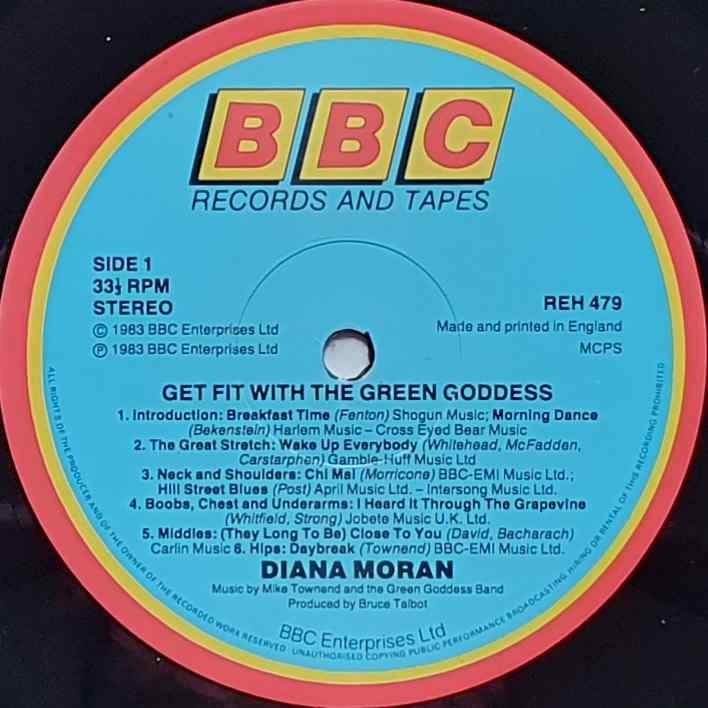 BBC
RECORDS AND TAPES
SIDE 1
33⅓ RPM
STEREO
© 1983 BBC Enterprises Ltd
℗ 1983 BBC Enterprises Ltd
REH 479
Made and printed in England
MCPS
GET FIT WITH THE GREEN GODDESS
1. Introduction: Breakfast Time (Fenton) Shogun Music; Morning Dance
(Bekenstein) Harlem Music – Cross Eyed Bear Music
2. The Great Stretch: Wake Up Everybody (Whitehead, McFadden,
Carstarphen) Gamble-Huff Music Ltd
3. Neck and Shoulders: Chi Mai (Morricone) BBC-EMI Music Ltd.;
Hill Street Blues (Post) April Music Ltd. – Intersong Music Ltd.
4. Boobs, Chest and Underarms: I Heard It Through The Grapevine
(Whitfield, Strong) Jobete Music U.K. Ltd.
5. Middles: (They Long To Be) Close To You (David, Bacharach)
Carlin Music 6. Hips: Daybreak (Townend) BBC-EMI Music Ltd.
DIANA MORAN
Music by Mike Townend and the Green Goddess Band
Produced by Bruce Talbot
BBC Enterprises Ltd
ALL RIGHTS OF THE PRODUCER AND OF THE OWNER OF THE RECORDED WORK RESERVED · UNAUTHORISED COPYING PUBLIC PERFORMANCE BROADCASTING HIRING OR RENTAL OF THIS RECORDING PROHIBITED